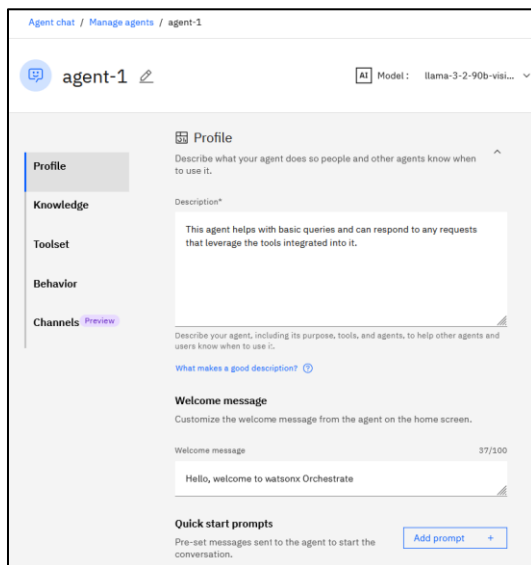 Agent chat / Manage agents / agent-1
agent-1
AI Model : llama-3-2-90b-visi...
Profile
Knowledge
Toolset
Behavior
Channels Preview
Profile
Describe what your agent does so people and other agents know when
to use it.
Description*
This agent helps with basic queries and can respond to any requests
that leverage the tools integrated into it.
Describe your agent, including its purpose, tools, and agents, to help other agents and
users know when to use it.
What makes a good description?
Welcome message
Customize the welcome message from the agent on the home screen.
Welcome message 37/100
Hello, welcome to watsonx Orchestrate
Quick start prompts
Pre-set messages sent to the agent to start the
conversation.
Add prompt +